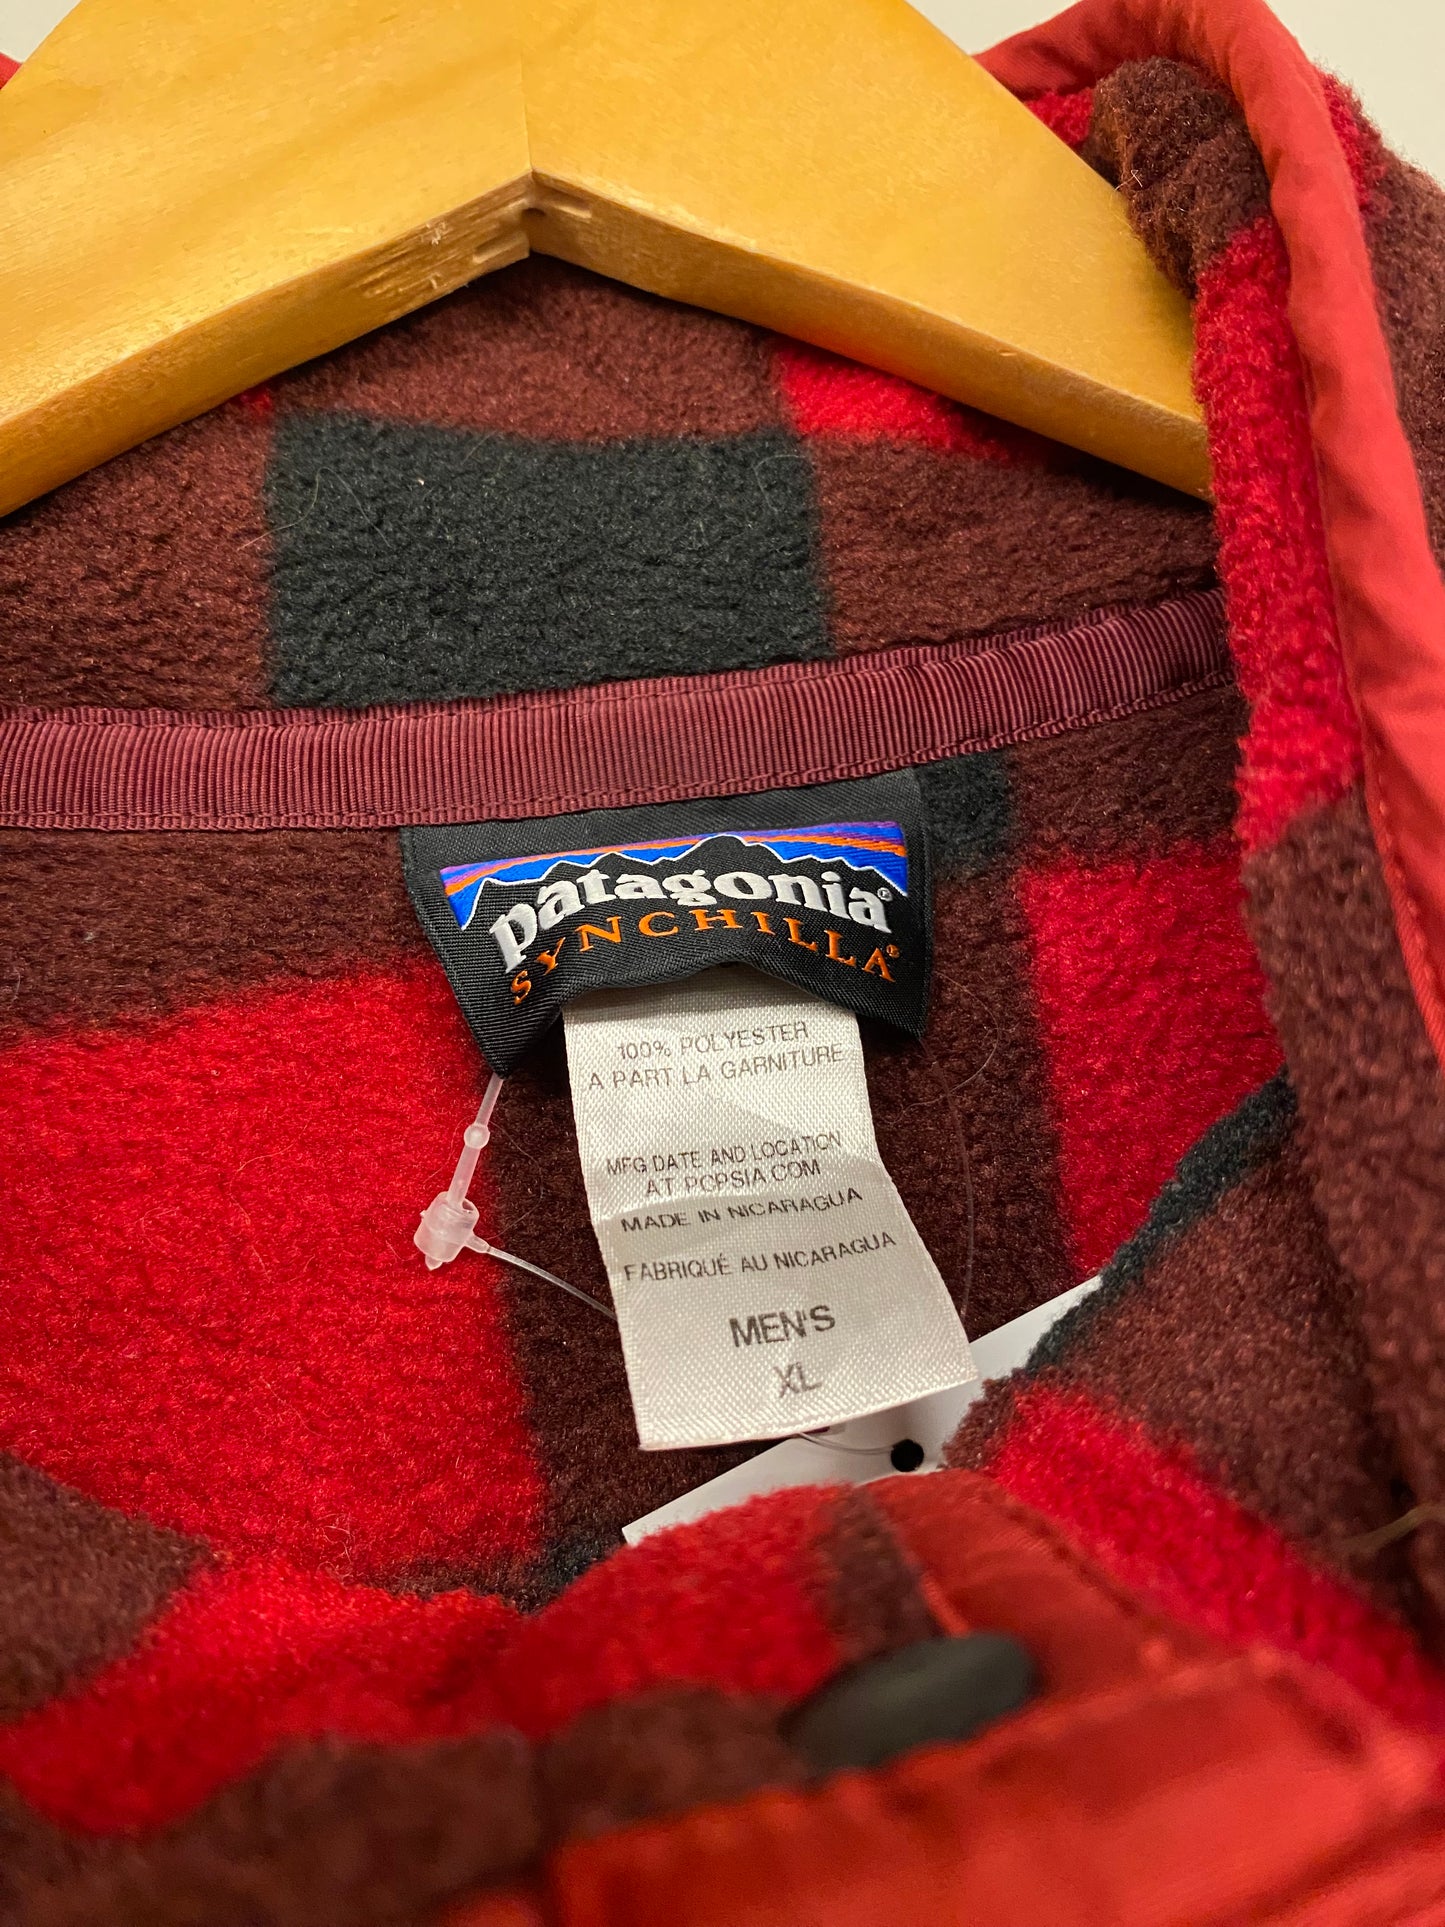 patagonia®
SYNCHILLA®
100% POLYESTER
A PART LA GARNITURE
MFG DATE AND LOCATION
AT PCPSIA.COM
MADE IN NICARAGUA
FABRIQUÉ AU NICARAGUA
MEN'S
XL